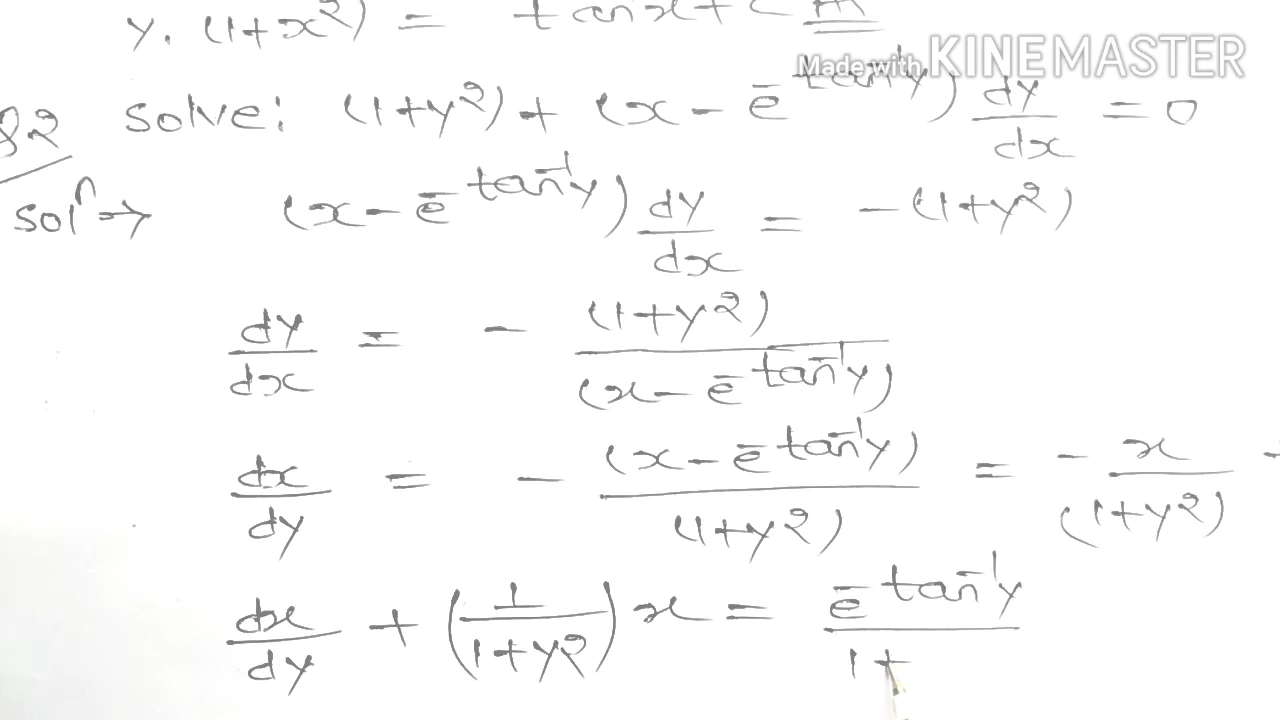 y. (1+x²) = tan x + c
Made with KINEMASTER
82 solve: (1+y²) + (x - e^-tan⁻¹y) dy/dx = 0
solⁿ → (x - e^-tan⁻¹y) dy/dx = -(1+y²)
dy/dx = - (1+y²)/(x - e^-tan⁻¹y)
dx/dy = - (x - e^-tan⁻¹y)/(1+y²) = - x/(1+y²)
dx/dy + (1/1+y²) x = e^-tan⁻¹y/1+